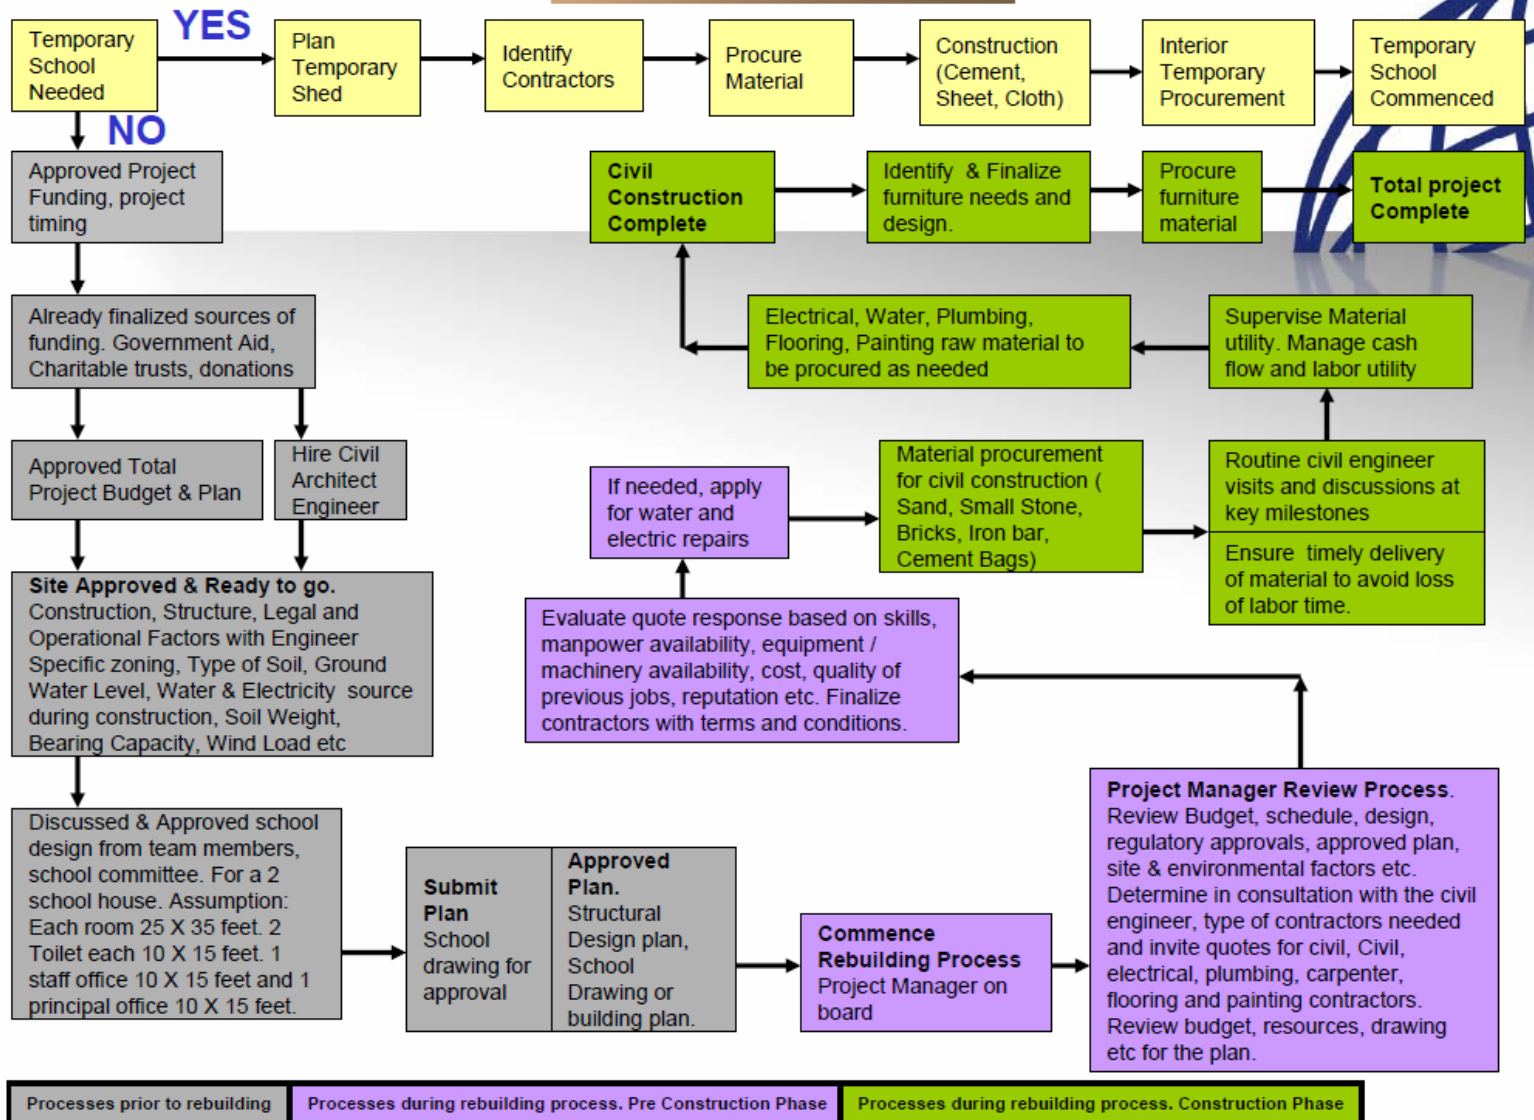 YES
Temporary
School
Needed
Plan
Temporary
Shed
Identify
Contractors
Procure
Material
Construction
(Cement,
Sheet, Cloth)
Interior
Temporary
Procurement
Temporary
School
Commenced
NO
Approved Project
Funding, project
timing
Civil
Construction
Complete
Identify & Finalize
furniture needs and
design.
Procure
furniture
material
Total project
Complete
Already finalized sources of
funding. Government Aid,
Charitable trusts, donations
Electrical, Water, Plumbing,
Flooring, Painting raw material to
be procured as needed
Supervise Material
utility. Manage cash
flow and labor utility
Approved Total
Project Budget & Plan
Hire Civil
Architect
Engineer
If needed, apply
for water and
electric repairs
Material procurement
for civil construction (
Sand, Small Stone,
Bricks, Iron bar,
Cement Bags)
Routine civil engineer
visits and discussions at
key milestones
Ensure timely delivery
of material to avoid loss
of labor time.
Site Approved & Ready to go.
Construction, Structure, Legal and
Operational Factors with Engineer
Specific zoning, Type of Soil, Ground
Water Level, Water & Electricity source
during construction, Soil Weight,
Bearing Capacity, Wind Load etc
Evaluate quote response based on skills,
manpower availability, equipment /
machinery availability, cost, quality of
previous jobs, reputation etc. Finalize
contractors with terms and conditions.
Discussed & Approved school
design from team members,
school committee. For a 2
school house. Assumption:
Each room 25 X 35 feet. 2
Toilet each 10 X 15 feet. 1
staff office 10 X 15 feet and 1
principal office 10 X 15 feet.
Submit
Plan
School
drawing for
approval
Approved
Plan.
Structural
Design plan,
School
Drawing or
building plan.
Commence
Rebuilding Process
Project Manager on
board
Project Manager Review Process.
Review Budget, schedule, design,
regulatory approvals, approved plan,
site & environmental factors etc.
Determine in consultation with the civil
engineer, type of contractors needed
and invite quotes for civil, Civil,
electrical, plumbing, carpenter,
flooring and painting contractors.
Review budget, resources, drawing
etc for the plan.
Processes prior to rebuilding
Processes during rebuilding process. Pre Construction Phase
Processes during rebuilding process. Construction Phase